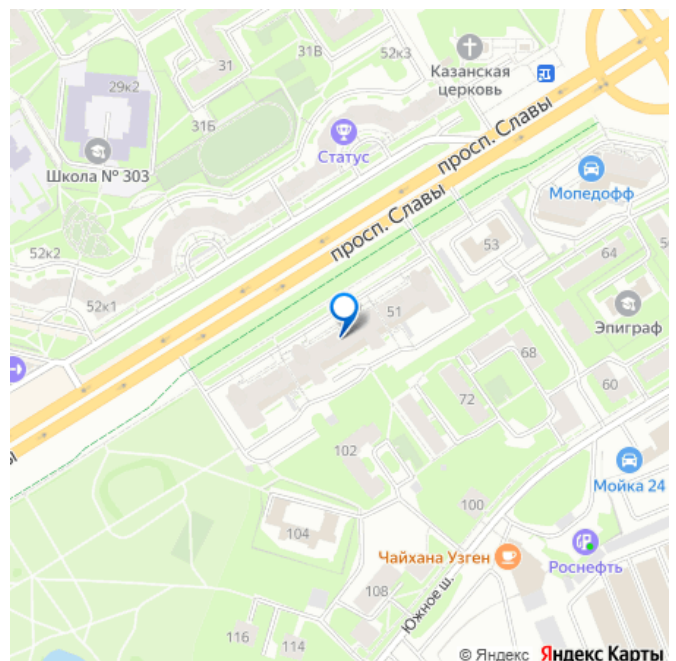 31В
52к3
Казанская
церковь
31
29к2
31Б
Статус
просп. Славы
Школа № 303
просп. Славы
Мопедофф
52к2
53
64
52к1
51
Эпиграф
68
60
72
102
Мойка 24
100
104
Чайхана Узген
Роснефть
108
Южное ш.
116
114
© Яндекс Яндекс Карты